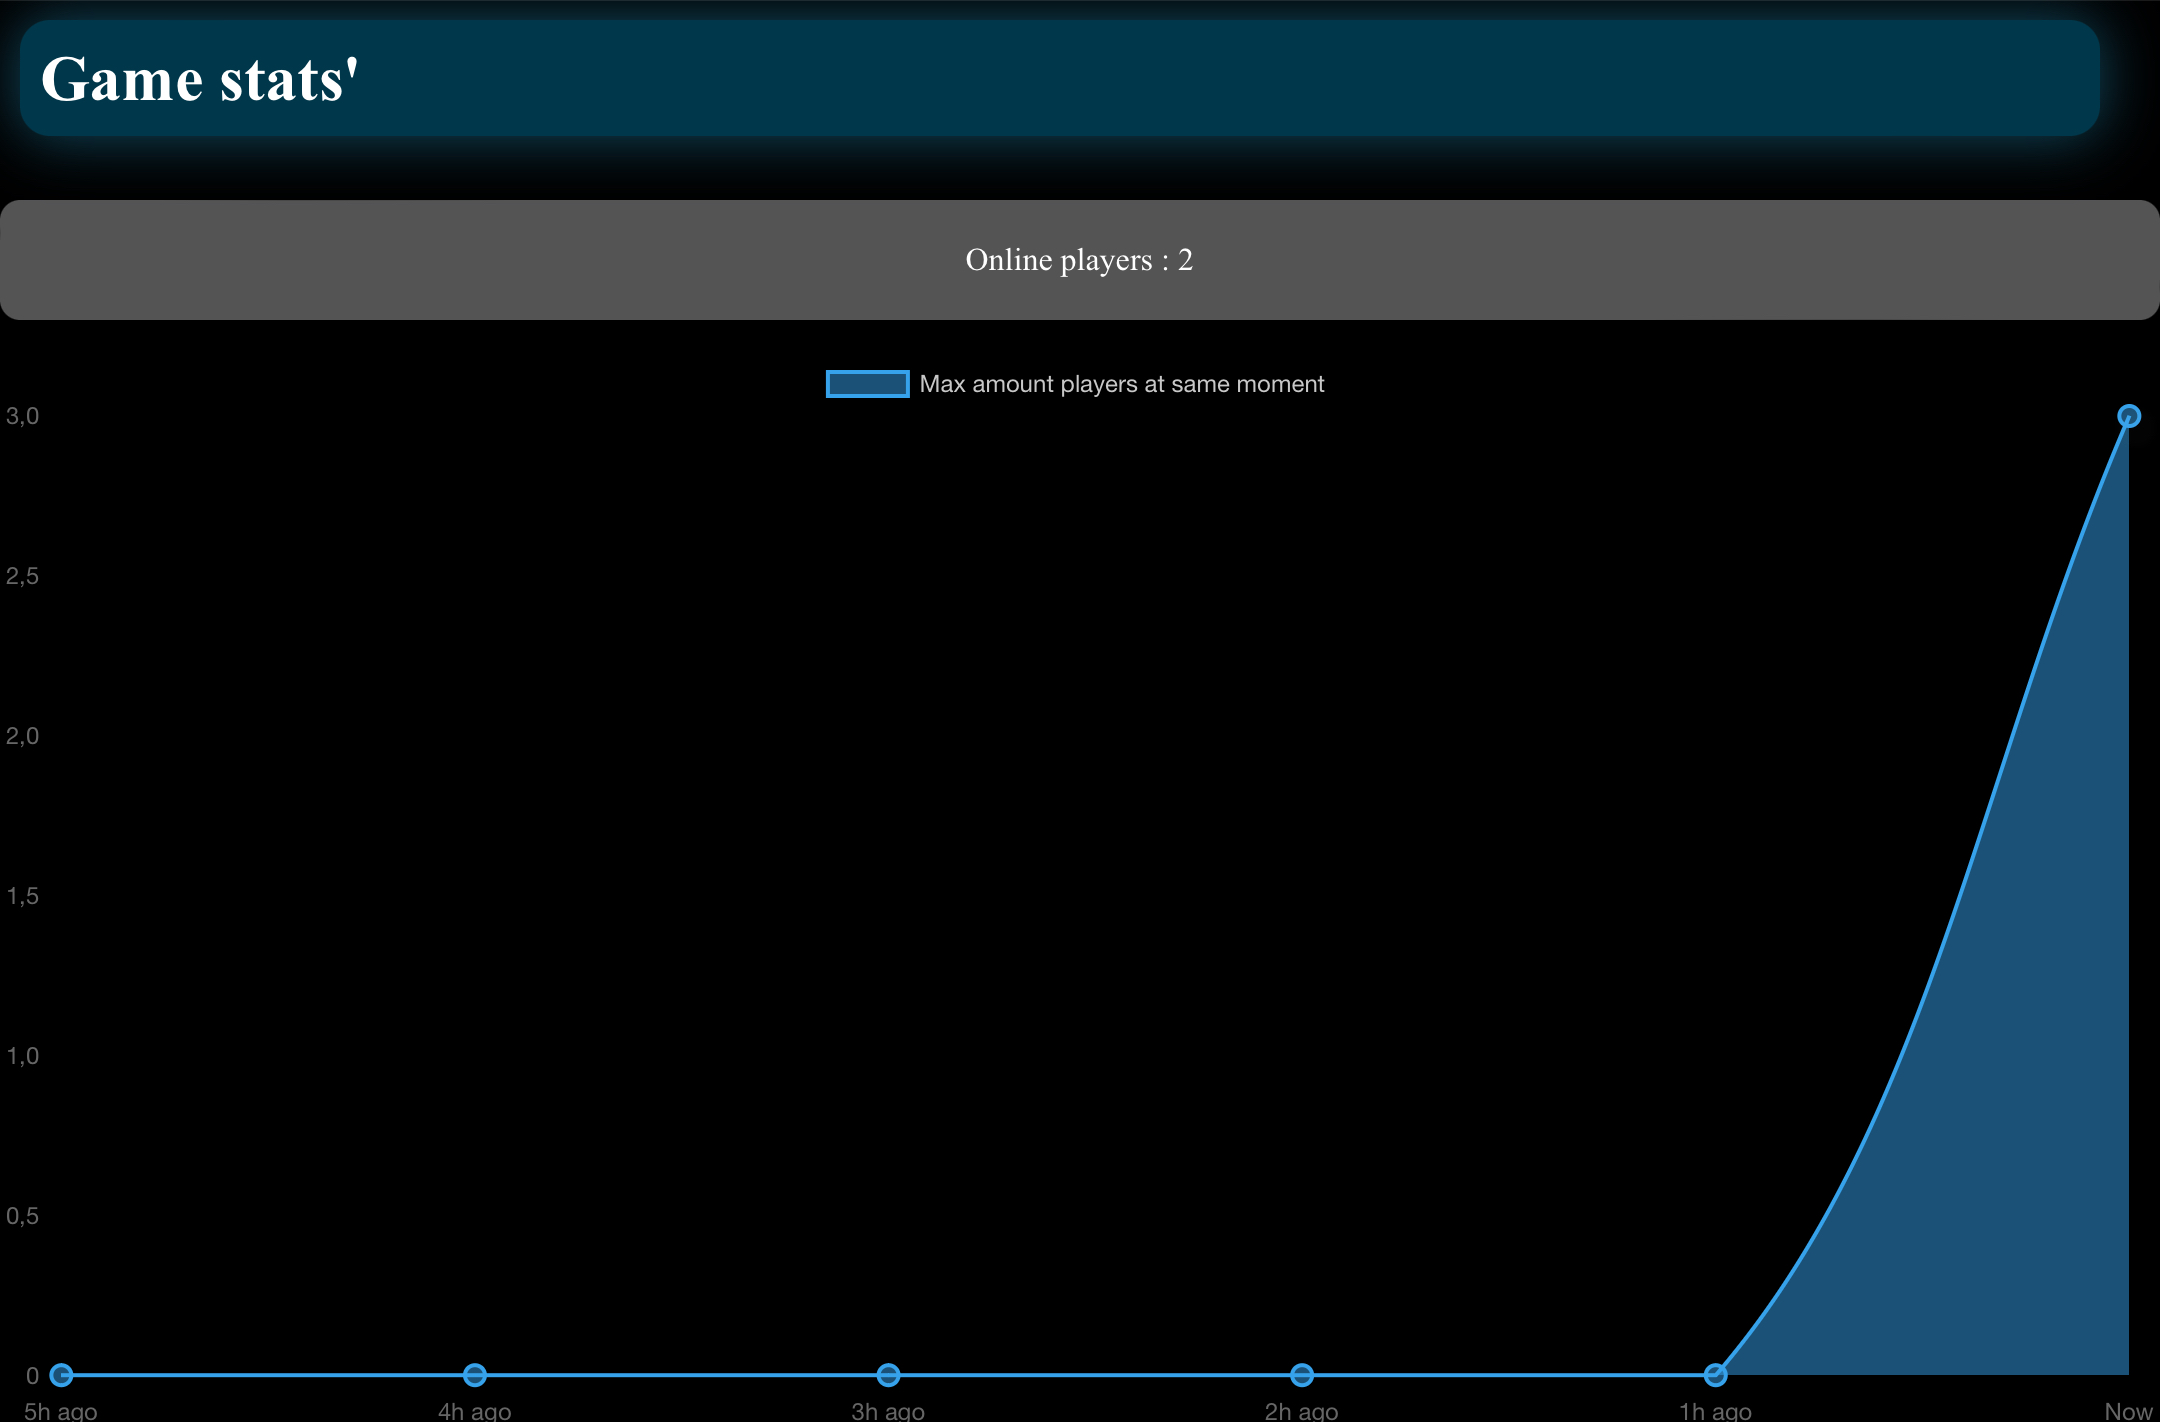 Game stats'
Online players : 2
Max amount players at same moment
3,0
2,5
2,0
1,5
1,0
0,5
0
5h ago 4h ago 3h ago 2h ago 1h ago Now